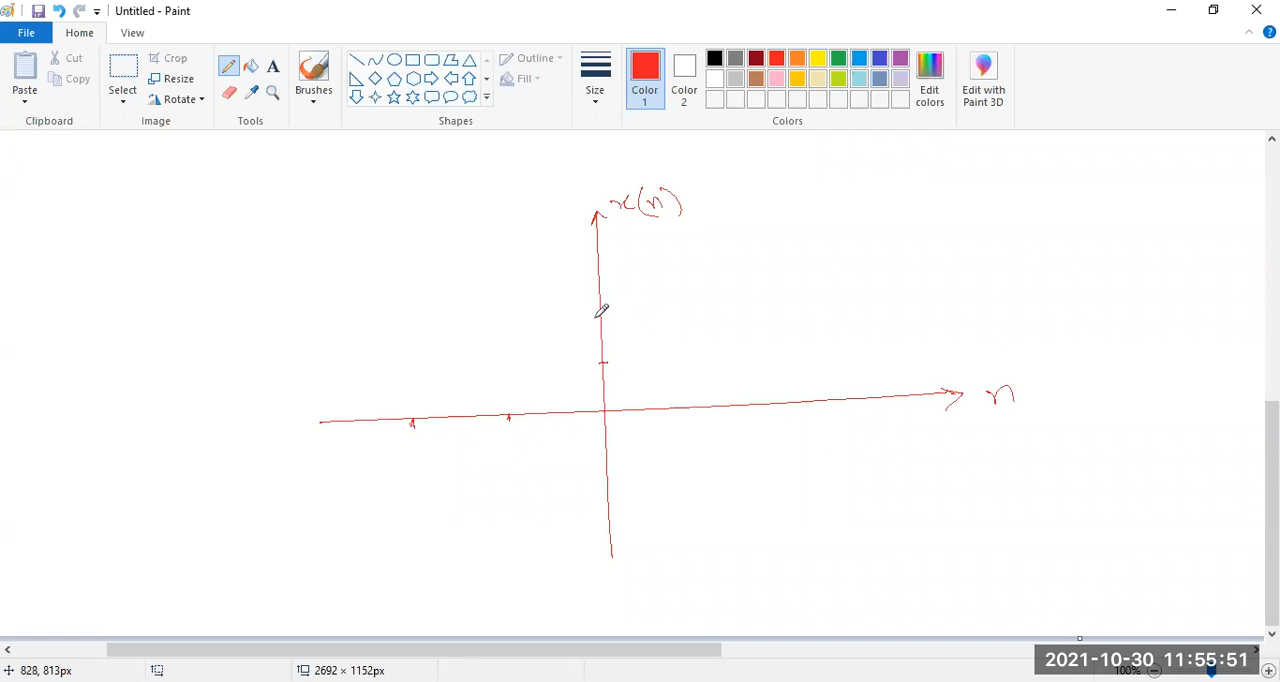 Untitled - Paint
File Home View
Paste
Cut
Copy
Clipboard
Select
Crop
Resize
Rotate
Image
A
Tools
Brushes
Outline
Fill
Shapes
Size
Color 1
Color 2
Edit colors
Colors
Edit with Paint 3D
x(n)
n
828, 813px
2692 × 1152px
100%
2021-10-30 11:55:51